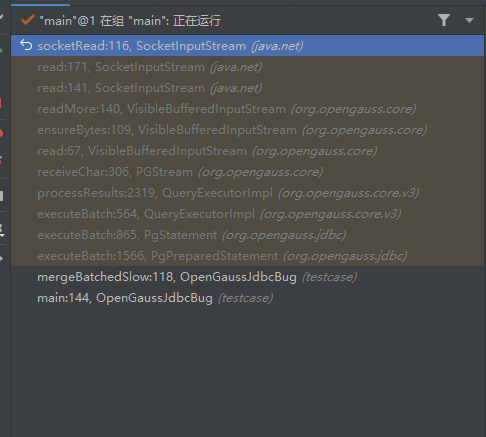 "main"@1 在组 "main": 正在运行
socketRead:116, SocketInputStream (java.net)
read:171, SocketInputStream (java.net)
read:141, SocketInputStream (java.net)
readMore:140, VisibleBufferedInputStream (org.opengauss.core)
ensureBytes:109, VisibleBufferedInputStream (org.opengauss.core)
read:67, VisibleBufferedInputStream (org.opengauss.core)
receiveChar:306, PGStream (org.opengauss.core)
processResults:2319, QueryExecutorImpl (org.opengauss.core.v3)
executeBatch:564, QueryExecutorImpl (org.opengauss.core.v3)
executeBatch:865, PgStatement (org.opengauss.jdbc)
executeBatch:1566, PgPreparedStatement (org.opengauss.jdbc)
mergeBatchedSlow:118, OpenGaussJdbcBug (testcase)
main:144, OpenGaussJdbcBug (testcase)